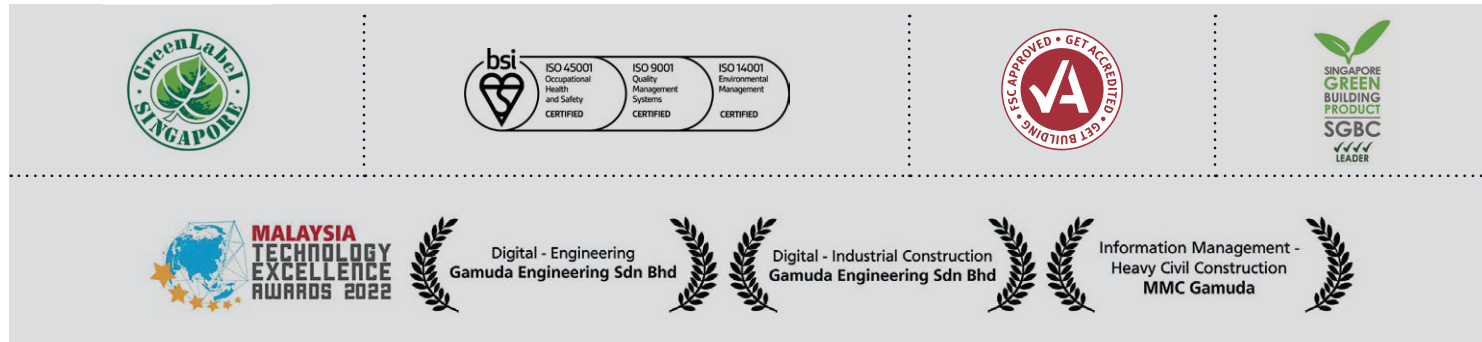 GreenLabel
SINGAPORE
bsi
ISO 45001
Occupational
Health
and Safety
CERTIFIED
ISO 9001
Quality
Management
Systems
CERTIFIED
ISO 14001
Environmental
Management
CERTIFIED
FSC APPROVED • GET ACCREDITED • GET BUILDING •
SINGAPORE
GREEN
BUILDING
PRODUCT
SGBC
LEADER
MALAYSIA
TECHNOLOGY
EXCELLENCE
AWARDS 2022
Digital - Engineering
Gamuda Engineering Sdn Bhd
Digital - Industrial Construction
Gamuda Engineering Sdn Bhd
Information Management -
Heavy Civil Construction
MMC Gamuda